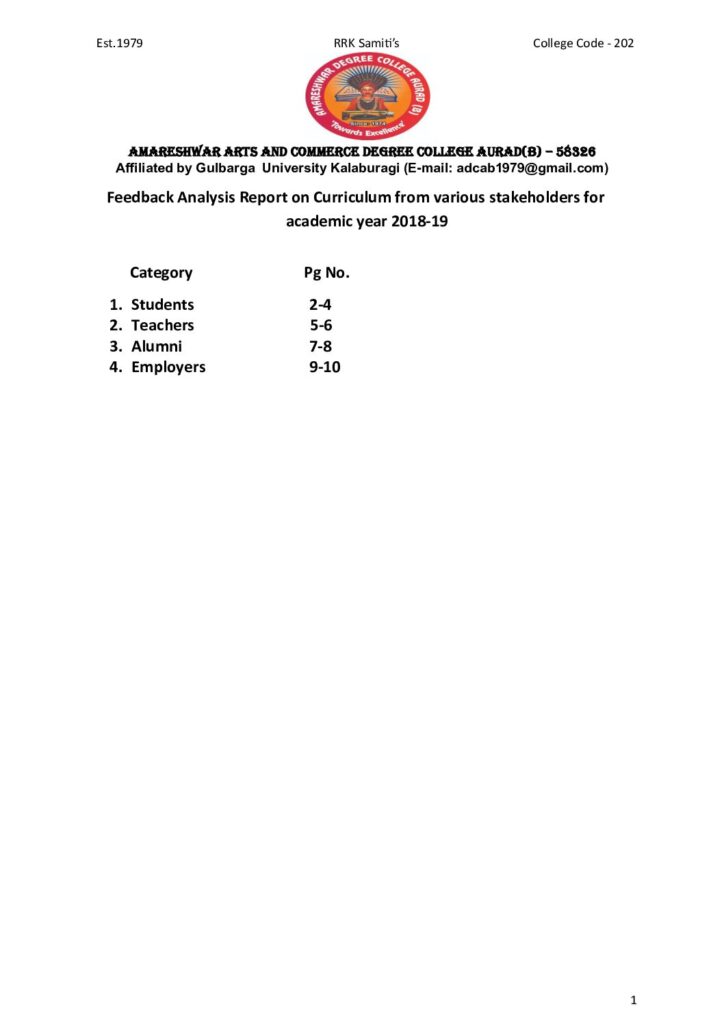 Est.1979 RRK Samiti's College Code - 202
AMARESHWAR DEGREE COLLEGE AURAD (B)
"Towards Excellence"
AMARESHWAR ARTS AND COMMERCE DEGREE COLLEGE AURAD(B) – 58326
Affiliated by Gulbarga University Kalaburagi (E-mail: adcab1979@gmail.com)
Feedback Analysis Report on Curriculum from various stakeholders for
academic year 2018-19
Category Pg No.
1. Students 2-4
2. Teachers 5-6
3. Alumni 7-8
4. Employers 9-10
1